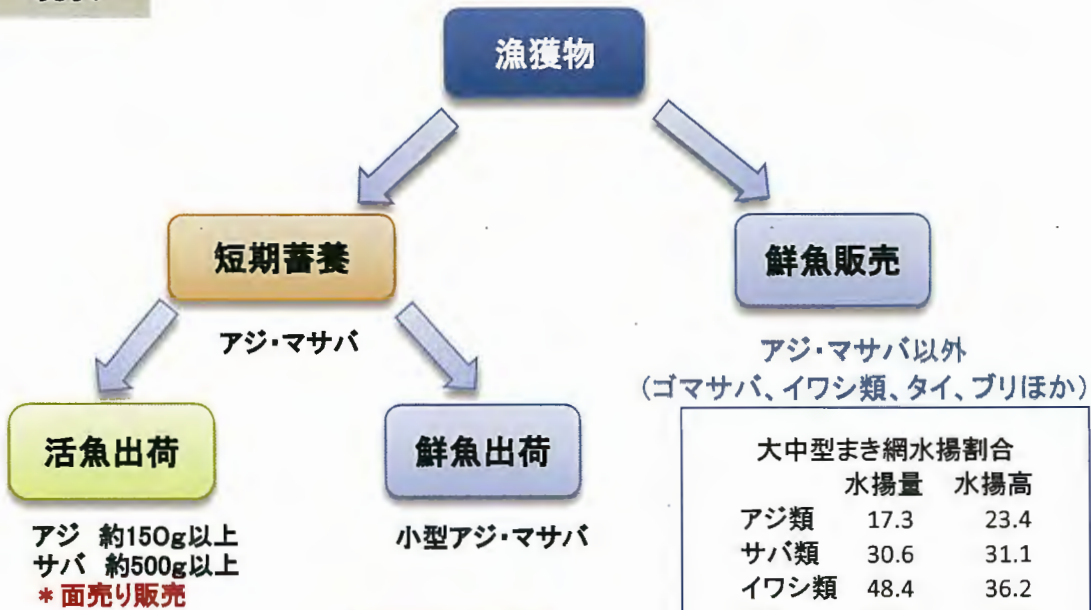 漁獲物
短期蓄養
鮮魚販売
アジ・マサバ
アジ・マサバ以外
(ゴマサバ、イワシ類、タイ、ブリほか)
活魚出荷
鮮魚出荷
アジ 約150g以上
サバ 約500g以上
*面売り販売
小型アジ・マサバ
大中型まき網水揚割合
水揚量 水揚高
アジ類 17.3 23.4
サバ類 30.6 31.1
イワシ類 48.4 36.2